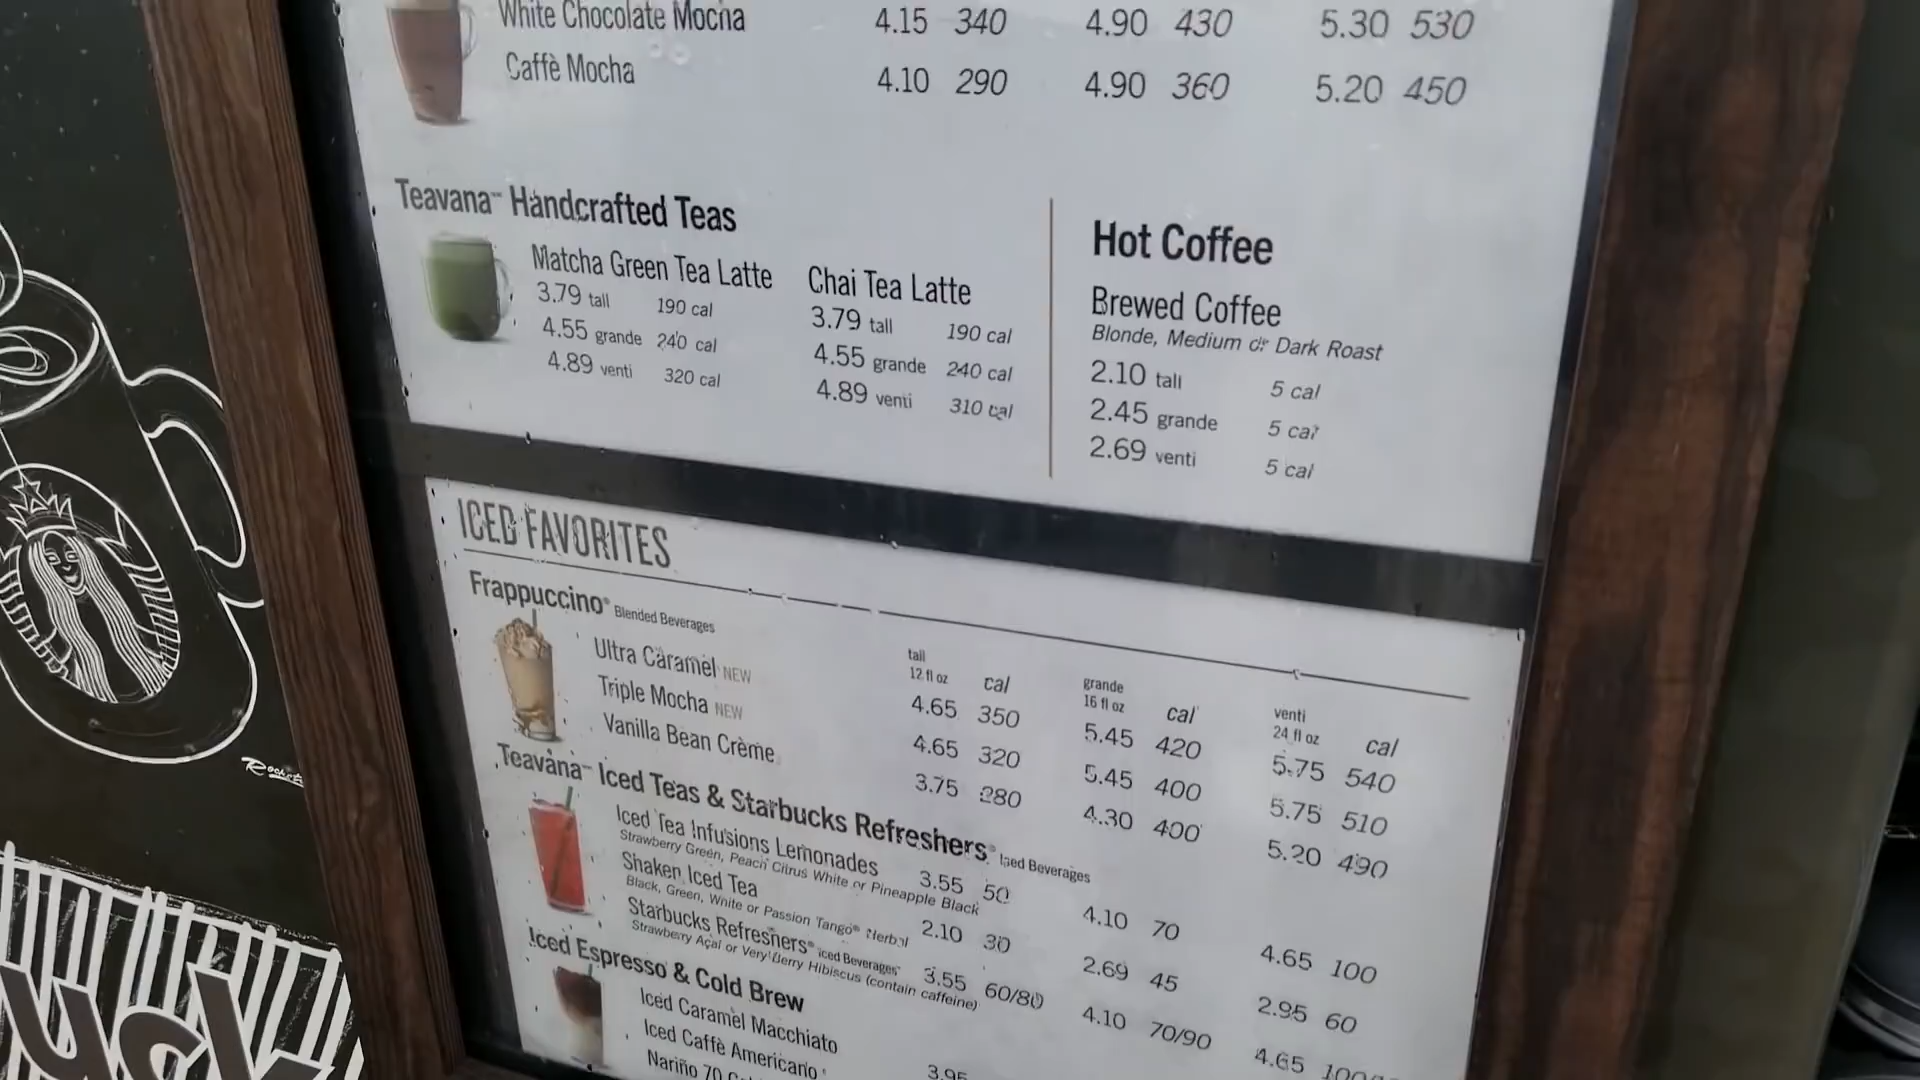 White Chocolate Mocha 4.15 340 4.90 430 5.30 530
Caffè Mocha 4.10 290 4.90 360 5.20 450
Teavana™ Handcrafted Teas
Matcha Green Tea Latte
3.79 tall 190 cal
4.55 grande 240 cal
4.89 venti 320 cal
Chai Tea Latte
3.79 tall 190 cal
4.55 grande 240 cal
4.89 venti 310 cal
Hot Coffee
Brewed Coffee
Blonde, Medium or Dark Roast
2.10 tall 5 cal
2.45 grande 5 cal
2.69 venti 5 cal
ICED FAVORITES
Frappuccino® Blended Beverages
tall grande venti
12 fl oz cal 16 fl oz cal 24 fl oz cal
Ultra Caramel NEW 4.65 350 5.45 420 5.75 540
Triple Mocha NEW 4.65 320 5.45 400 5.75 510
Vanilla Bean Crème 3.75 280 4.30 400 5.20 490
Teavana™ Iced Teas & Starbucks Refreshers® Iced Beverages
Iced Tea Infusions Lemonades 3.55 50 4.10 70 4.65 100
Strawberry Green, Peach Citrus White or Pineapple Black
Shaken Iced Tea 2.10 30 2.69 45 2.95 60
Black, Green, White or Passion Tango® Herbal
Starbucks Refreshers® Iced Beverages 3.55 60/80 4.10 70/90 4.65
Strawberry Açaí or Very Berry Hibiscus (contain caffeine)
Iced Espresso & Cold Brew
Iced Caramel Macchiato 3.95
Iced Caffè Americano
Nariño 70